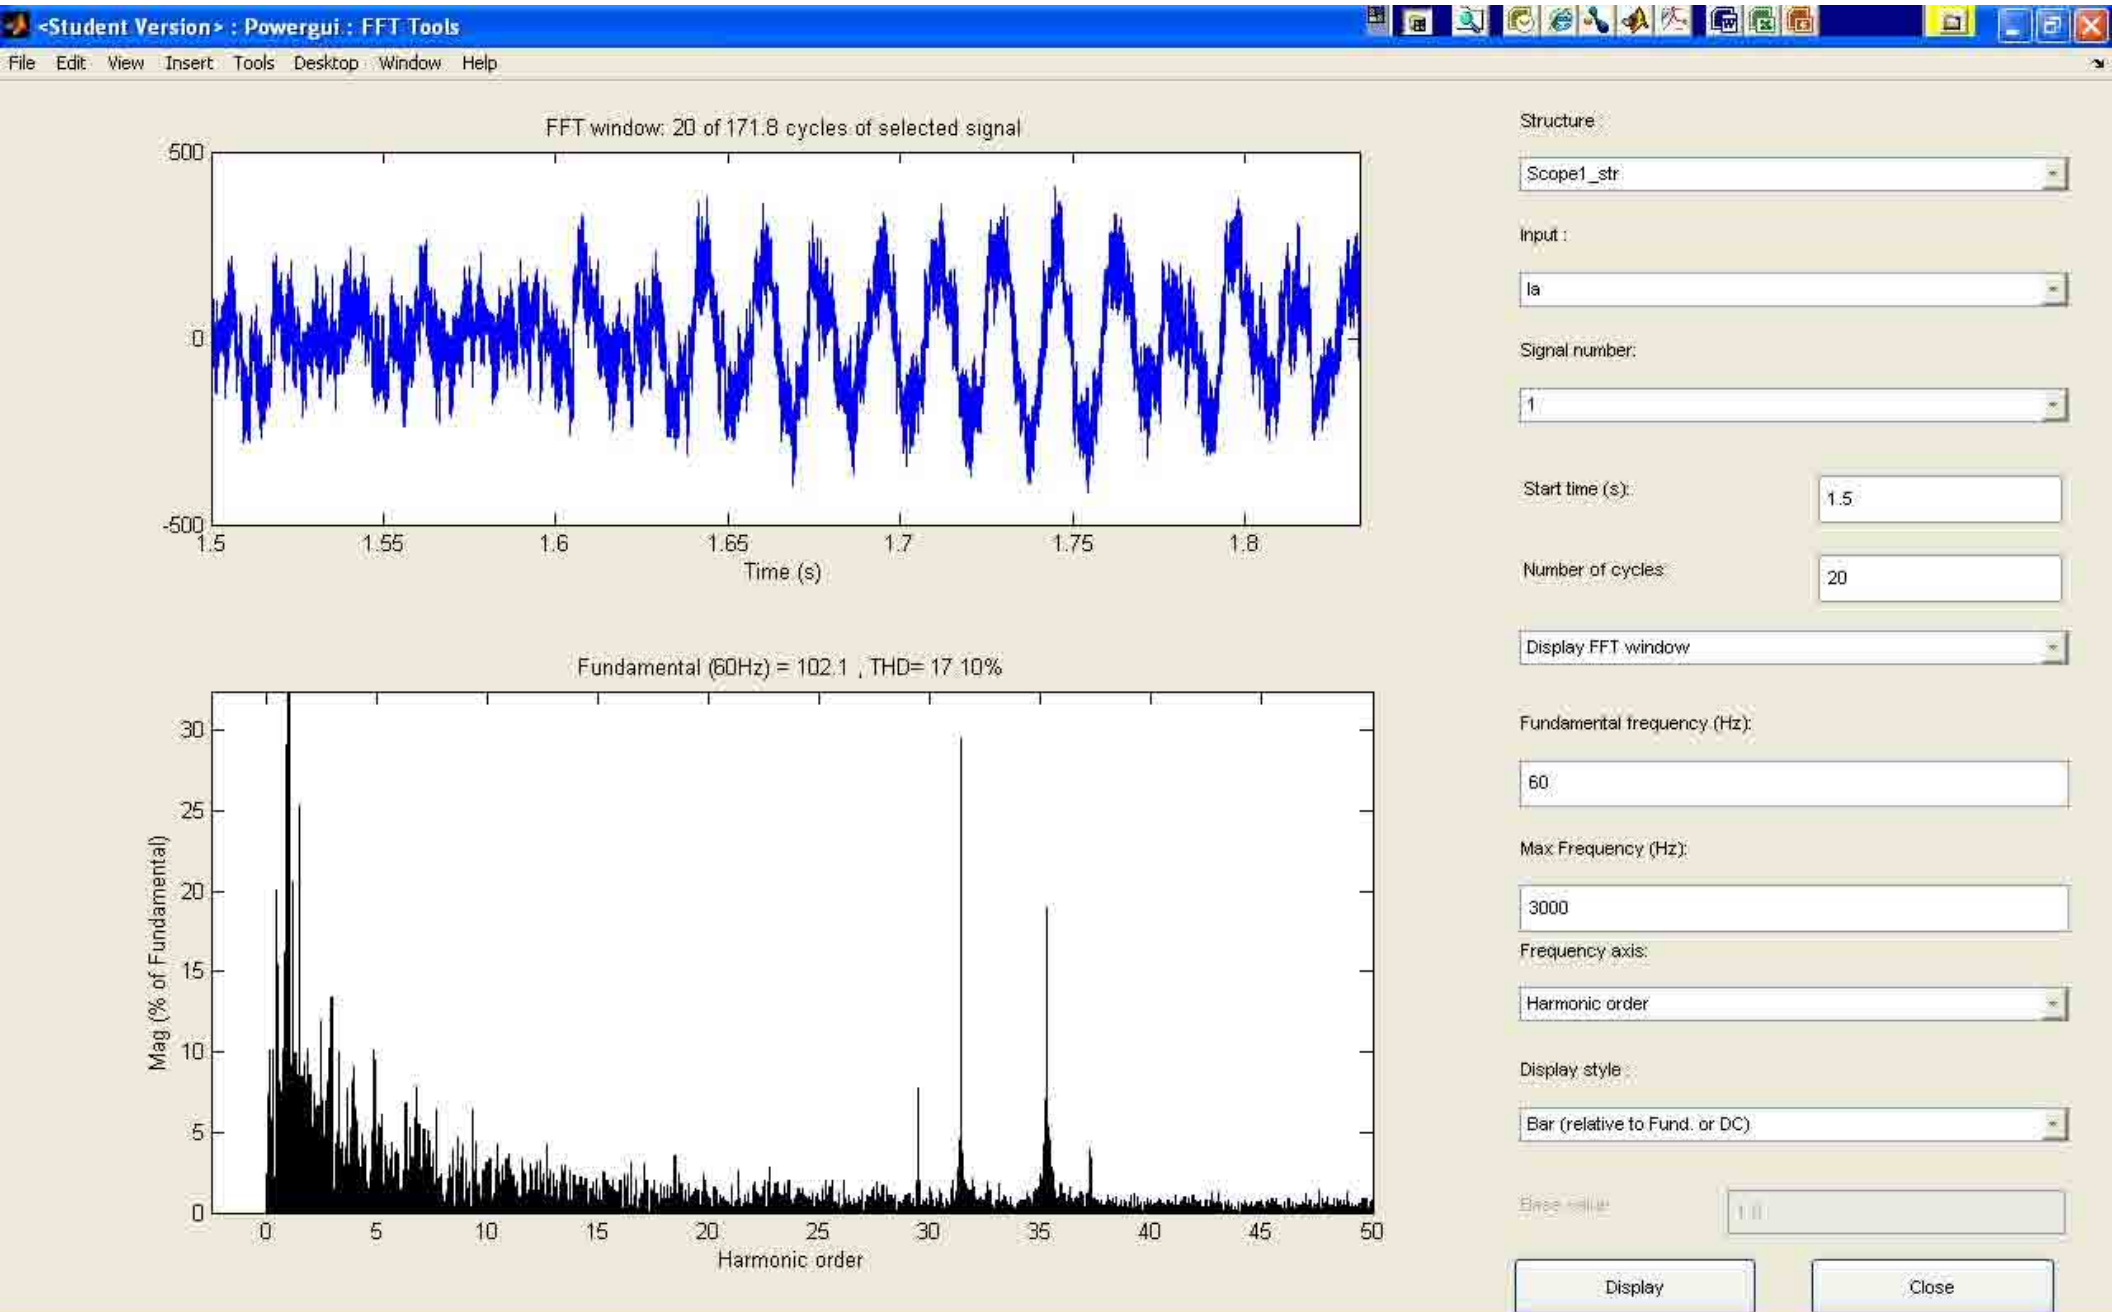 <Student Version> : Powergui : FFT Tools
File Edit View Insert Tools Desktop Window Help
FFT window: 20 of 171.8 cycles of selected signal
500
0
-500
1.5 1.55 1.6 1.65 1.7 1.75 1.8
Time (s)
Fundamental (60Hz) = 102.1 , THD= 17.10%
30
25
20
15
10
5
0
Mag (% of Fundamental)
0 5 10 15 20 25 30 35 40 45 50
Harmonic order
Structure :
Scope1_str
Input :
Ia
Signal number:
1
Start time (s):
1.5
Number of cycles:
20
Display FFT window
Fundamental frequency (Hz):
60
Max Frequency (Hz):
3000
Frequency axis:
Harmonic order
Display style :
Bar (relative to Fund. or DC)
Base value:
1.0
Display
Close